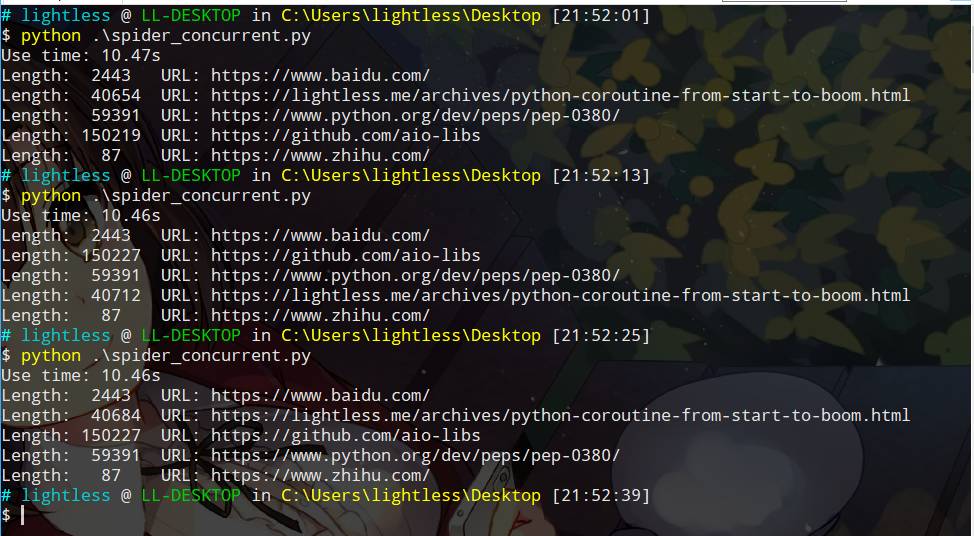 # lightless @ LL-DESKTOP in C:\Users\lightless\Desktop [21:52:01]
$ python .\spider_concurrent.py
Use time: 10.47s
Length:   2443   URL: https://www.baidu.com/
Length:   40654  URL: https://lightless.me/archives/python-coroutine-from-start-to-boom.html
Length:   59391  URL: https://www.python.org/dev/peps/pep-0380/
Length: 150219  URL: https://github.com/aio-libs
Length:    87    URL: https://www.zhihu.com/
# lightless @ LL-DESKTOP in C:\Users\lightless\Desktop [21:52:13]
$ python .\spider_concurrent.py
Use time: 10.46s
Length:   2443   URL: https://www.baidu.com/
Length: 150227  URL: https://github.com/aio-libs
Length:   59391  URL: https://www.python.org/dev/peps/pep-0380/
Length:   40712  URL: https://lightless.me/archives/python-coroutine-from-start-to-boom.html
Length:    87    URL: https://www.zhihu.com/
# lightless @ LL-DESKTOP in C:\Users\lightless\Desktop [21:52:25]
$ python .\spider_concurrent.py
Use time: 10.46s
Length:   2443   URL: https://www.baidu.com/
Length:   40684  URL: https://lightless.me/archives/python-coroutine-from-start-to-boom.html
Length: 150227  URL: https://github.com/aio-libs
Length:   59391  URL: https://www.python.org/dev/peps/pep-0380/
Length:    87    URL: https://www.zhihu.com/
# lightless @ LL-DESKTOP in C:\Users\lightless\Desktop [21:52:39]
$